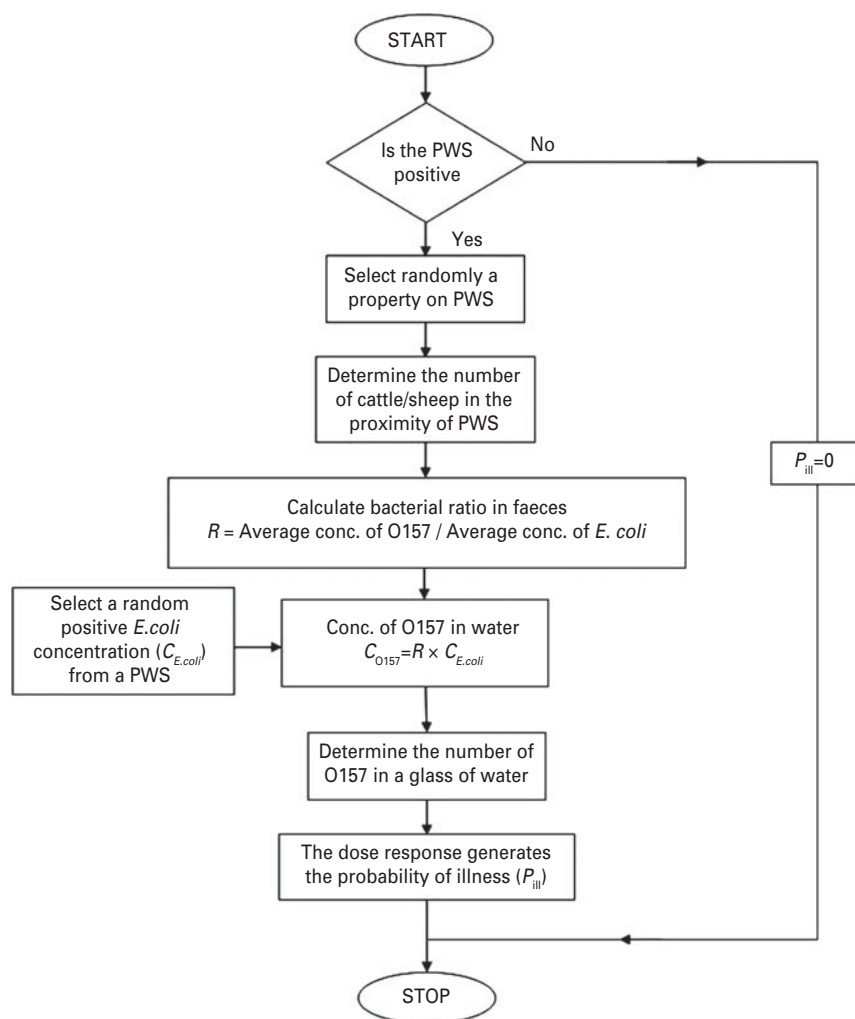 START
Is the PWS
positive
No
Yes
Select randomly a
property on PWS
Determine the number
of cattle/sheep in the
proximity of PWS
P_ill=0
Calculate bacterial ratio in faeces
R = Average conc. of O157 / Average conc. of E. coli
Select a random
positive E.coli
concentration (C_E.coli)
from a PWS
Conc. of O157 in water
C_O157=R × C_E.coli
Determine the number of
O157 in a glass of water
The dose response generates
the probability of illness (P_ill)
STOP